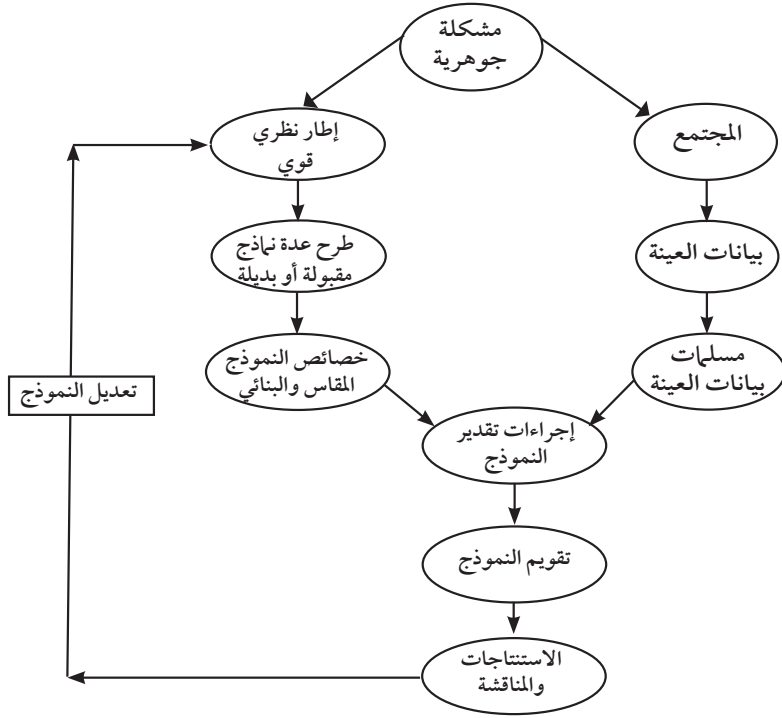 مشكلة
جوهرية
إطار نظري
قوي
المجتمع
طرح عدة نماذج
مقبولة أو بديلة
بيانات العينة
خصائص النموذج
المقاس والبنائي
مسلمات
بيانات العينة
تعديل النموذج
إجراءات تقدير
النموذج
تقويم النموذج
الاستنتاجات
والمناقشة